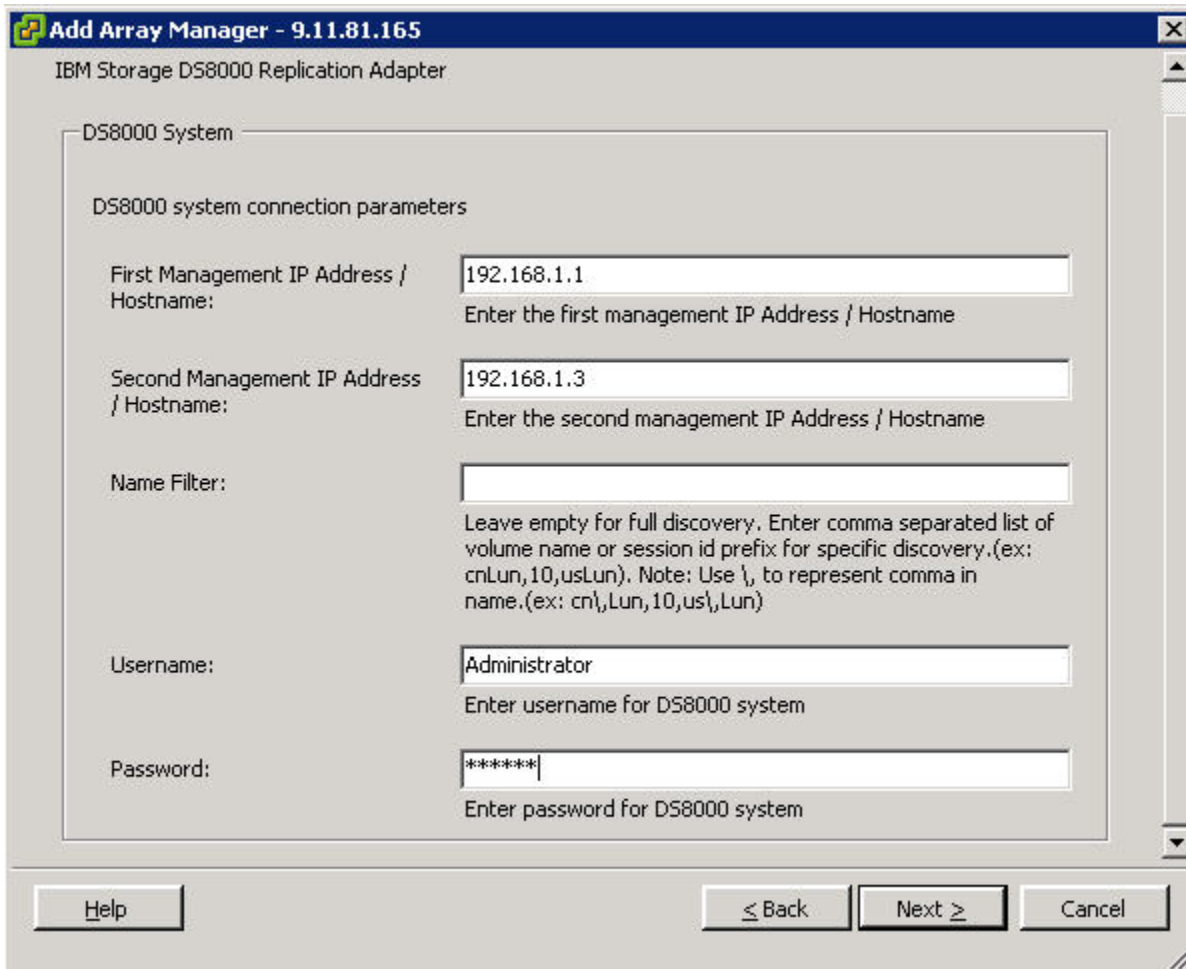 Add Array Manager - 9.11.81.165
IBM Storage DS8000 Replication Adapter
DS8000 System
DS8000 system connection parameters
First Management IP Address /
Hostname:
192.168.1.1
Enter the first management IP Address / Hostname
Second Management IP Address
/ Hostname:
192.168.1.3
Enter the second management IP Address / Hostname
Name Filter:
Leave empty for full discovery. Enter comma separated list of
volume name or session id prefix for specific discovery.(ex:
cnLun,10,usLun). Note: Use \, to represent comma in
name.(ex: cn\,Lun,10,us\,Lun)
Username:
Administrator
Enter username for DS8000 system
Password:
******
Enter password for DS8000 system
Help
< Back
Next >
Cancel